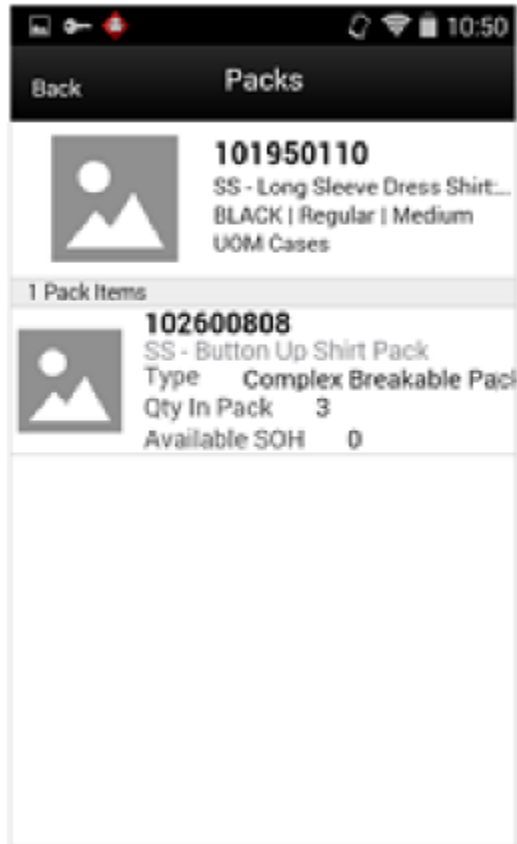 10:50
Back Packs
101950110
SS - Long Sleeve Dress Shirt:...
BLACK | Regular | Medium
UOM Cases
1 Pack Items
102600808
SS - Button Up Shirt Pack
Type Complex Breakable Pack
Qty In Pack 3
Available SOH 0